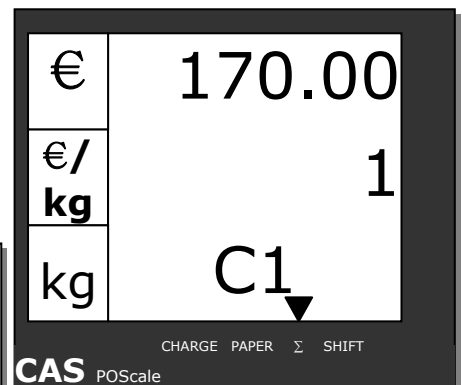 € 170.00
€/ 1
kg
kg C1
CHARGE PAPER Σ SHIFT
CAS POScale